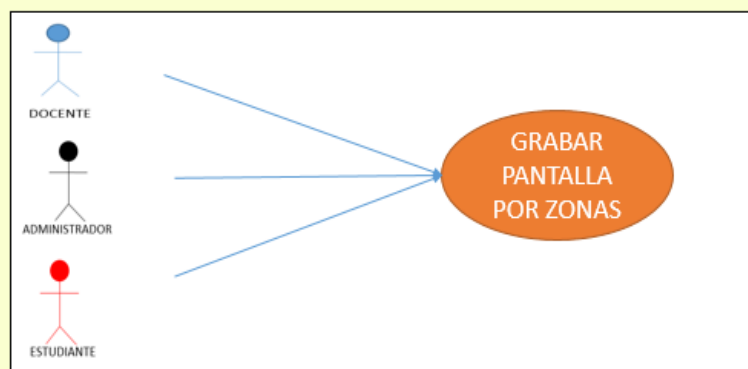 DOCENTE
ADMINISTRADOR
ESTUDIANTE
GRABAR
PANTALLA
POR ZONAS